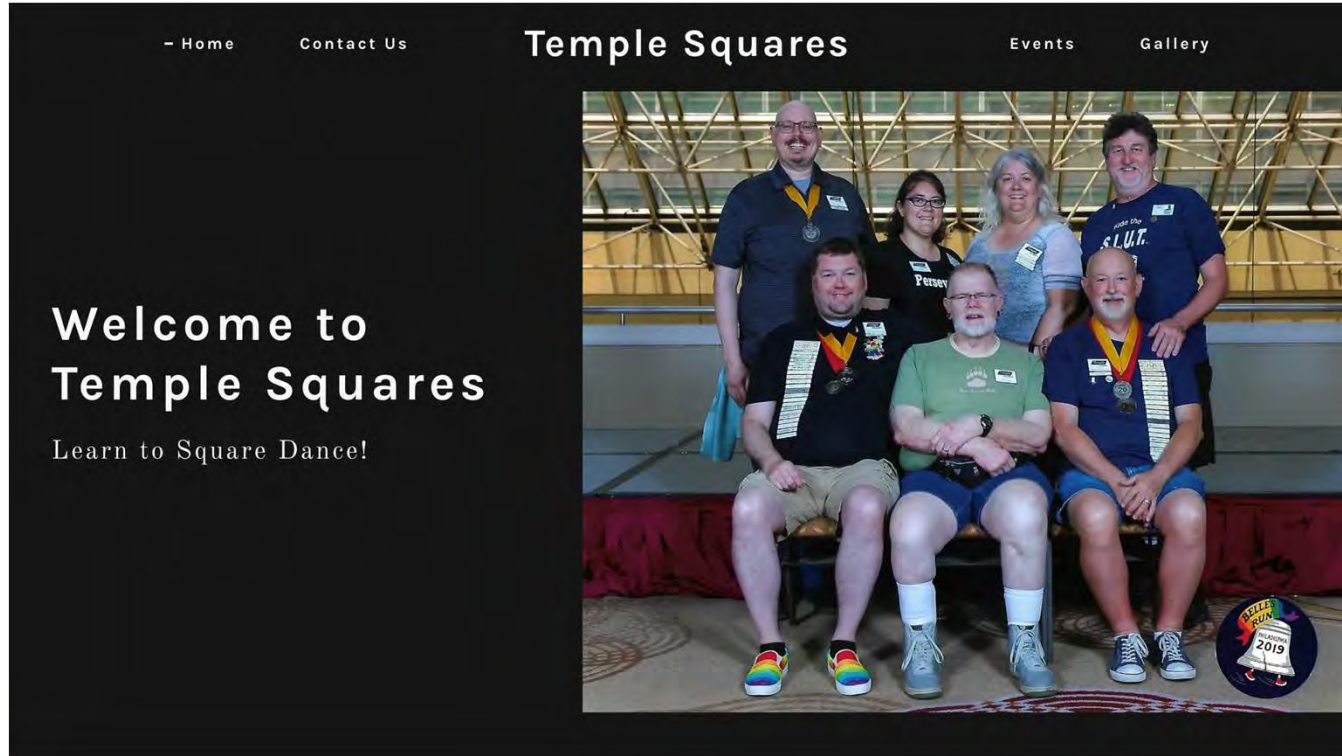 – Home
Contact Us
Temple Squares
Events
Gallery
Welcome to
Temple Squares
Learn to Square Dance!
S.L.U.T.
BELLES
RUN
PHILADELPHIA
2019